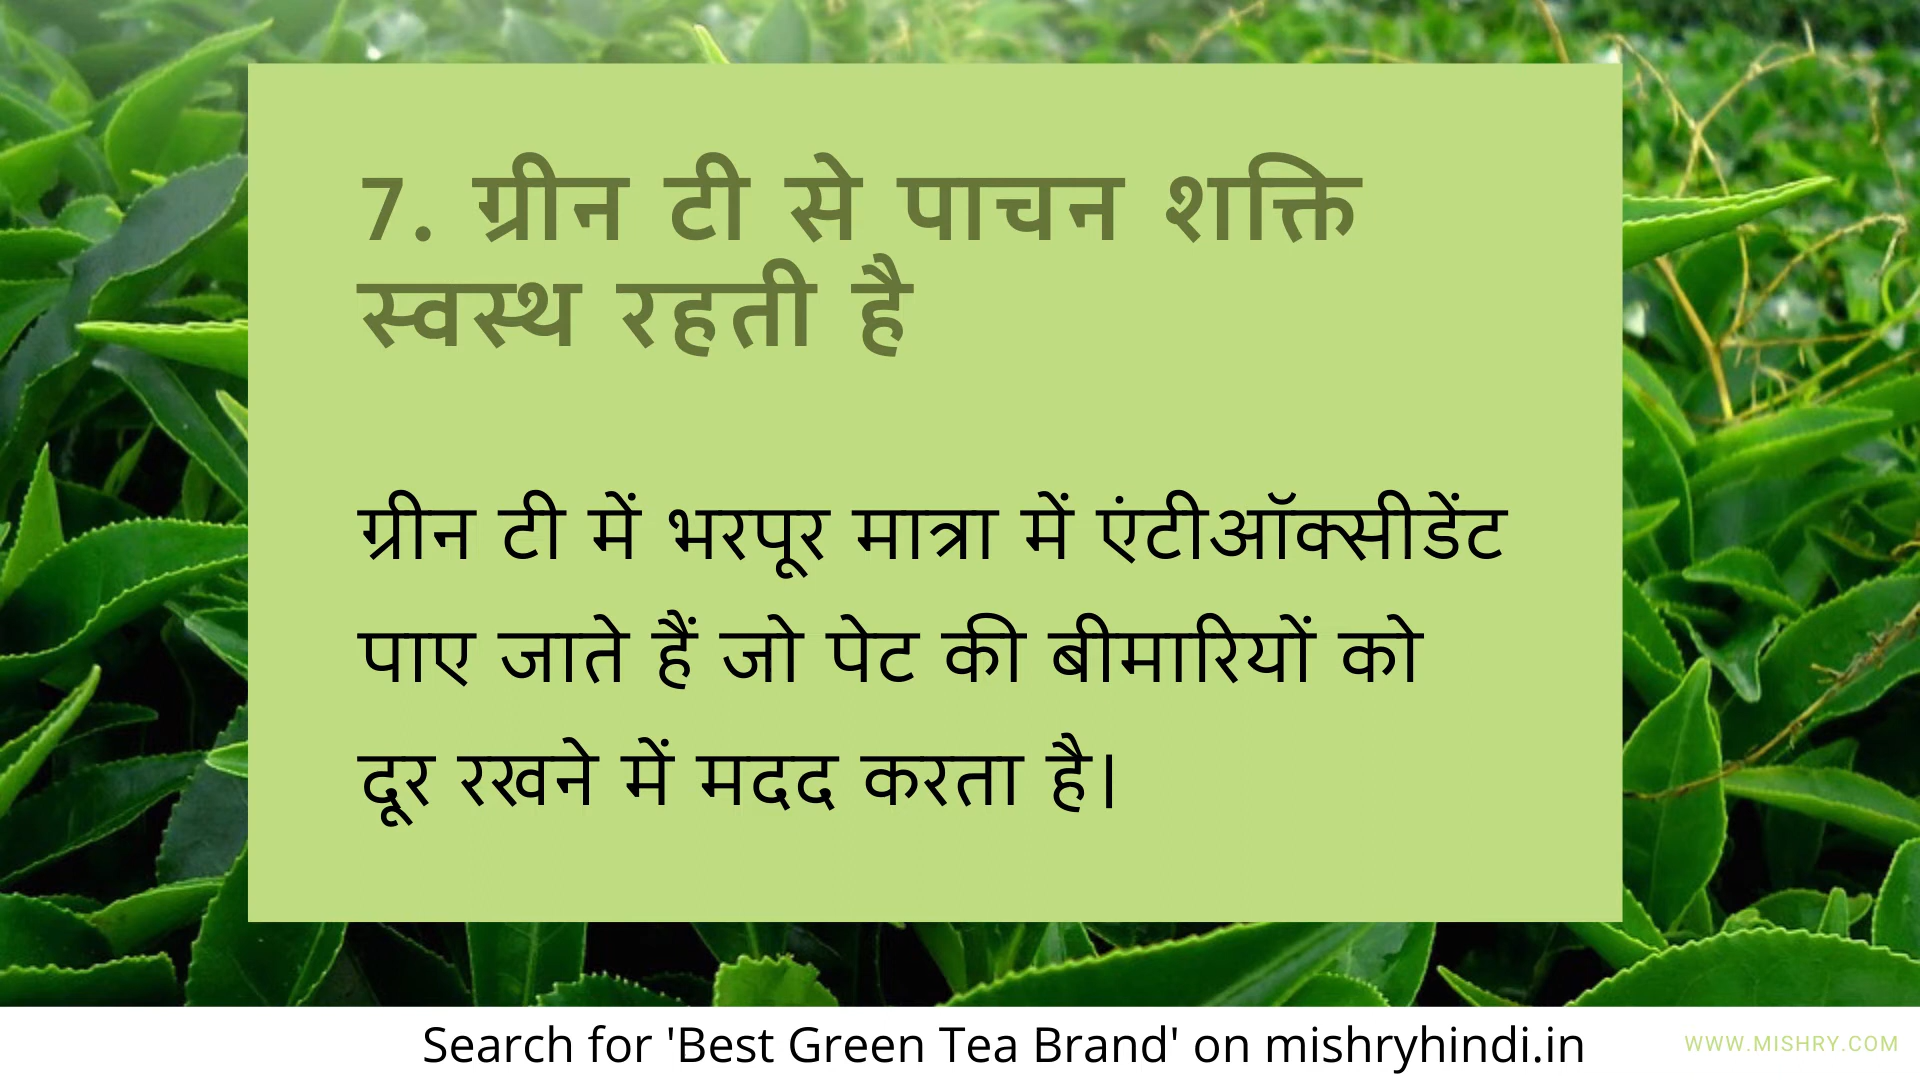 7. ग्रीन टी से पाचन शक्ति
स्वस्थ रहती है
ग्रीन टी में भरपूर मात्रा में एंटीऑक्सीडेंट
पाए जाते हैं जो पेट की बीमारियों को
दूर रखने में मदद करता है।
Search for 'Best Green Tea Brand' on mishryhindi.in
WWW.MISHRY.COM